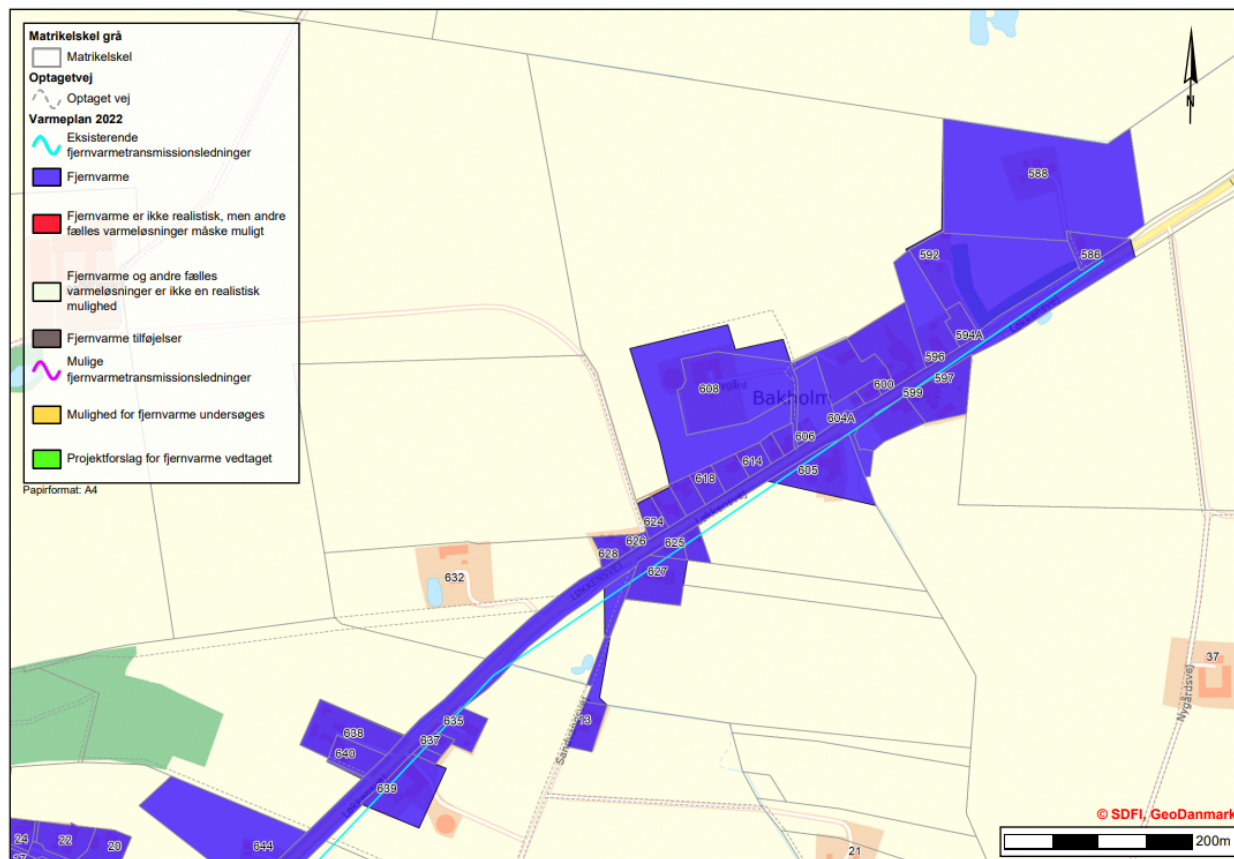 Matrikelskel grå
Matrikelskel
Optagetvej
Optaget vej
Varmeplan 2022
Eksisterende
fjernvarmetransmissionsledninger
Fjernvarme
Fjernvarme er ikke realistisk, men andre
fælles varmeløsninger måske muligt
Fjernvarme og andre fælles
varmeløsninger er ikke en realistisk
mulighed
Fjernvarme tilføjelser
Mulige
fjernvarmetransmissionsledninger
Mulighed for fjernvarme undersøges
Projektforslag for fjernvarme vedtaget
Papirformat: A4
N
588
592
586
Løkkensvej
594A
596
597
600
599
608
Bakholm
604A
606
605
614
618
Løkkensvej
624
626
625
628
627
Løkkensvej
632
37
Nygårdsvej
13
635
638
637
640
639
Løkkensvej
644
24
22
20
21
© SDFI, GeoDanmark
200m